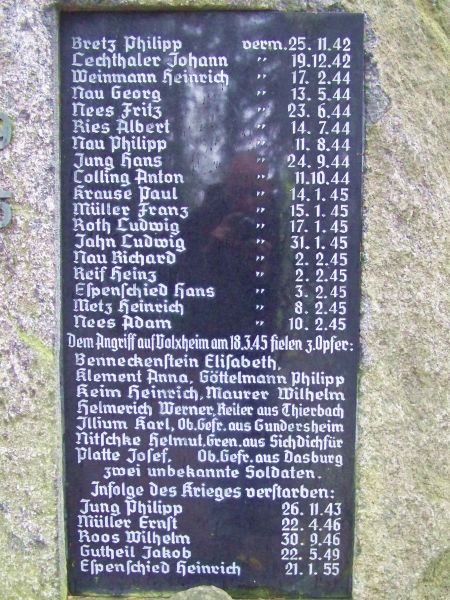 Bretz Philipp verm. 25. 11. 42
Lechthaler Johann " 19. 12. 42
Weinmann Heinrich " 17. 2. 44
Nau Georg " 13. 5. 44
Nees Fritz " 23. 6. 44
Ries Albert " 14. 7. 44
Nau Philipp " 11. 8. 44
Jung Hans " 24. 9. 44
Colling Anton " 11. 10. 44
Krause Paul " 14. 1. 45
Müller Franz " 15. 1. 45
Roth Ludwig " 17. 1. 45
Jahn Ludwig " 31. 1. 45
Nau Richard " 2. 2. 45
Reif Heinz " 2. 2. 45
Eſpenſchied Hans " 3. 2. 45
Metz Heinrich " 8. 2. 45
Nees Adam " 10. 2. 45
Dem Angriff auf Volxheim am 18.3.45 fielen z. Opfer:
Benneckenſtein Eliſabeth,
Klement Anna, Göttelmann Philipp
Keim Heinrich, Maurer Wilhelm
Helmerich Werner, Reiter aus Thierbach
Illium Karl, Ob. Gefr. aus Gundersheim
Nitſchke Helmut, Gren. aus Sichdichfür
Platte Joſef, Ob. Gefr. aus Dasburg
zwei unbekannte Soldaten.
Infolge des Krieges verſtarben:
Jung Philipp 26. 11. 43
Müller Ernſt 22. 4. 46
Roos Wilhelm 30. 9. 46
Gutheil Jakob 22. 5. 49
Eſpenſchied Heinrich 21. 1. 55